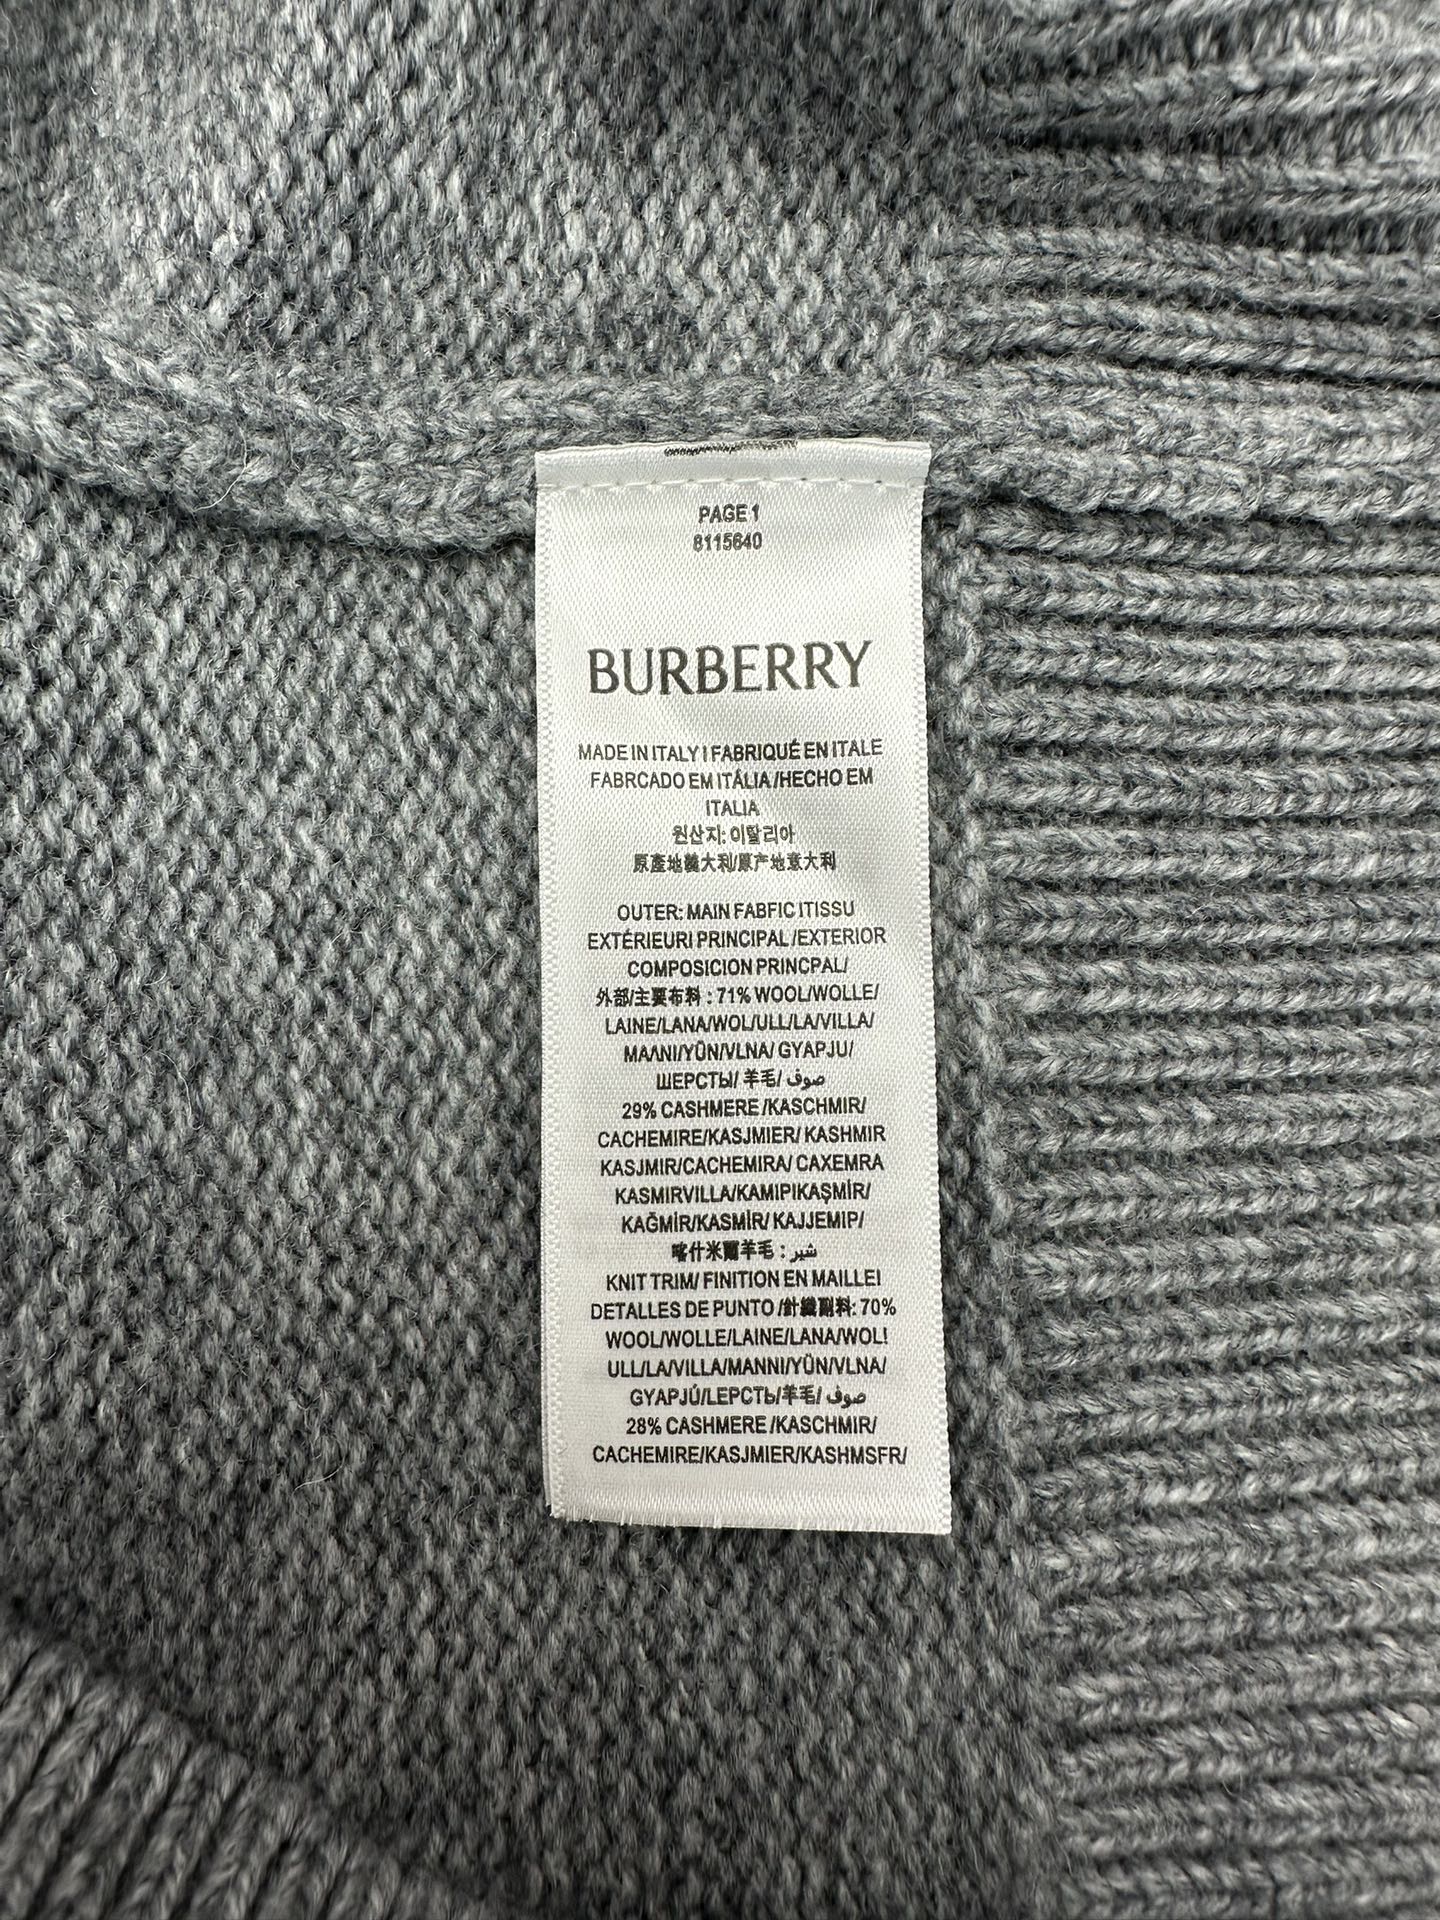 PAGE 1
8115640
BURBERRY
MADE IN ITALY I FABRIQUÉ EN ITALE
FABRCADO EM ITÁLIA /HECHO EM
ITALIA
원산지: 이탈리아
原產地義大利/原产地意大利
OUTER: MAIN FABFIC ITISSU
EXTÉRIEURI PRINCIPAL /EXTERIOR
COMPOSICION PRINCPAL/
外部/主要布料 : 71% WOOL/WOLLE/
LAINE/LANA/WOL/ULL/LA/VILLA/
MAΛNI/YÜN/VLNA/ GYAPJU/
ШЕРСТЫ/ 羊毛/ صوف
29% CASHMERE /KASCHMIR/
CACHEMIRE/KASJMIER/ KASHMIR
KASJMIR/CACHEMIRA/ CAXEMRA
KASMIRVILLA/KAMIPIKAŞMİR/
KAĞMİR/KASMİR/ KAJJEMIP/
喀什米爾羊毛 : شير
KNIT TRIM/ FINITION EN MAILLEI
DETALLES DE PUNTO /針織副料: 70%
WOOL/WOLLE/LAINE/LANA/WOL!
ULL/LA/VILLA/MANNI/YÜN/VLNA/
GYAPJÚ/LEPCTЬ/羊毛/ صوف
28% CASHMERE /KASCHMIR/
CACHEMIRE/KASJMIER/KASHMSFR/